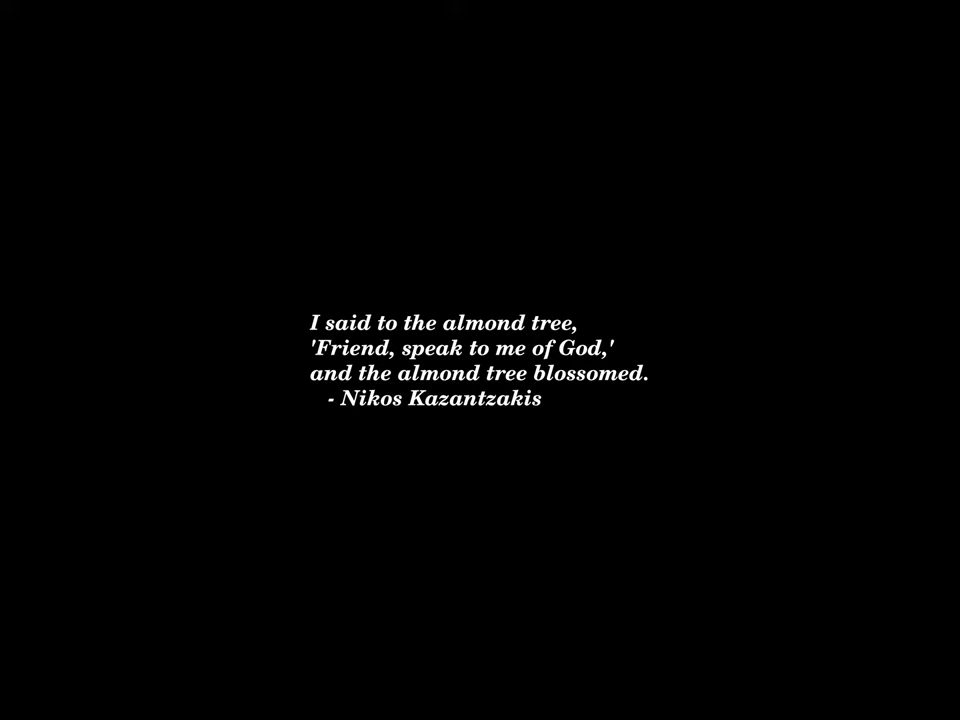 I said to the almond tree,
'Friend, speak to me of God,'
and the almond tree blossomed.
- Nikos Kazantzakis